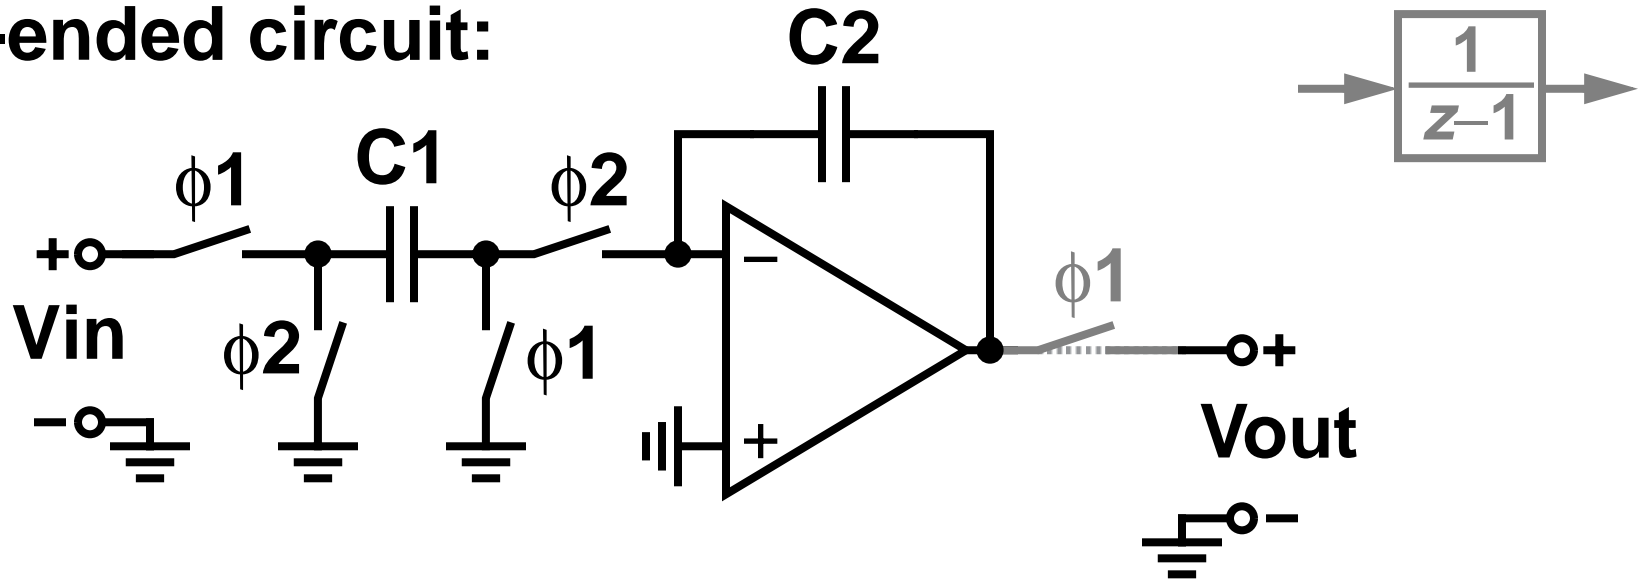 -ended circuit:
C2
1
z–1
ϕ1
C1
ϕ2
+
–
ϕ1
Vin
ϕ2
ϕ1
+
–
+
Vout
–